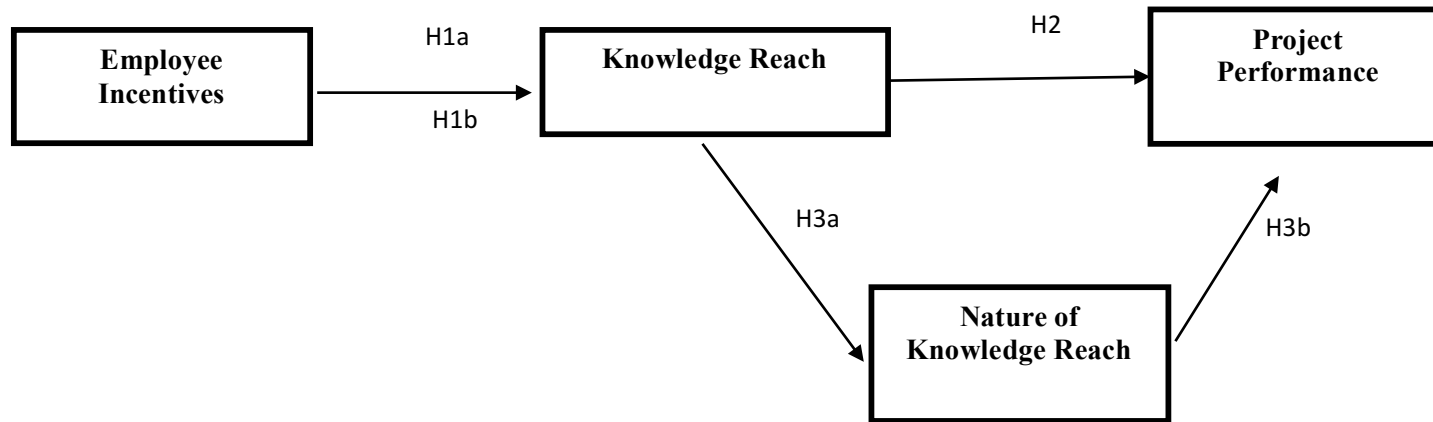 Employee
Incentives
H1a
H1b
Knowledge Reach
H2
Project
Performance
H3a
H3b
Nature of
Knowledge Reach